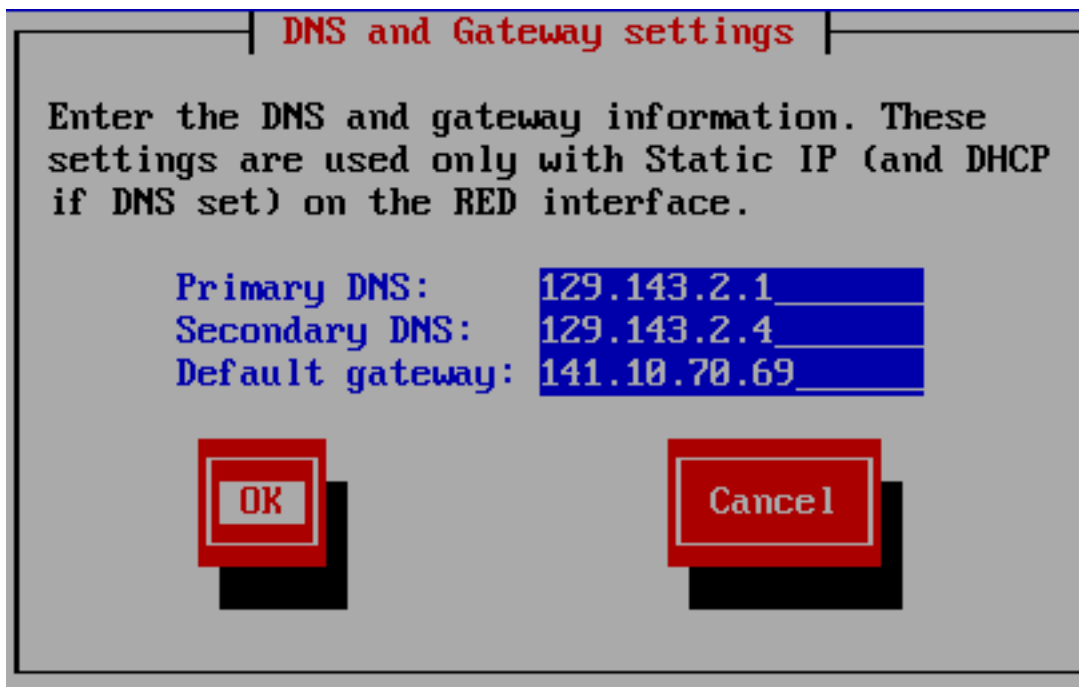 DNS and Gateway settings
Enter the DNS and gateway information. These
settings are used only with Static IP (and DHCP
if DNS set) on the RED interface.
Primary DNS: 129.143.2.1
Secondary DNS: 129.143.2.4
Default gateway: 141.10.70.69
OK Cancel